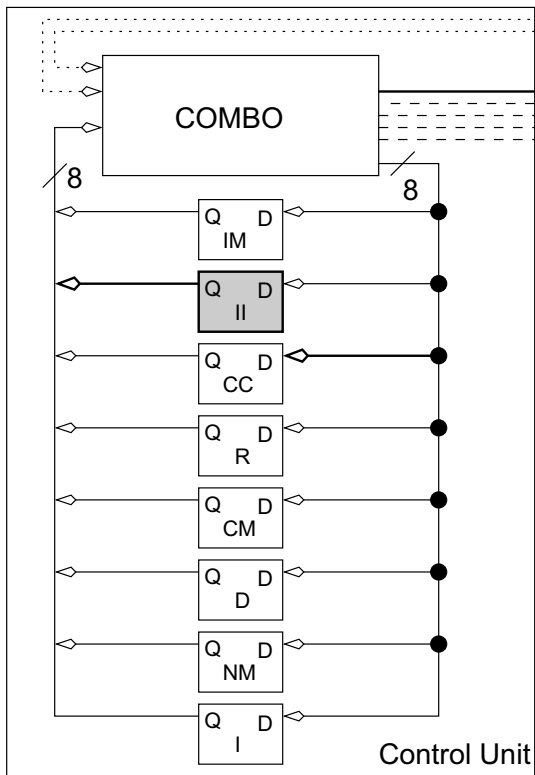 COMBO
8
8
Q D
IM
Q D
II
Q D
CC
Q D
R
Q D
CM
Q D
D
Q D
NM
Q D
I
Control Unit